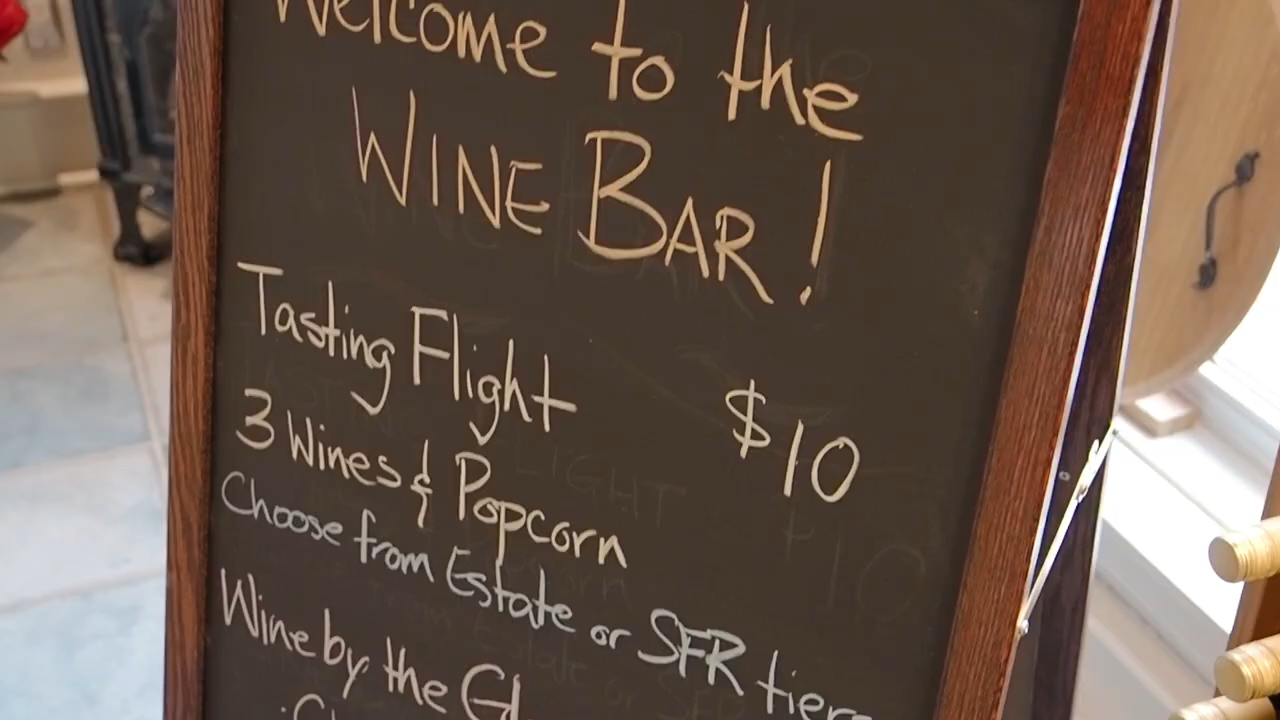 Welcome to the
WINE BAR!
Tasting Flight $10
3 Wines & Popcorn
Choose from Estate or SFR tiers
Wine by the